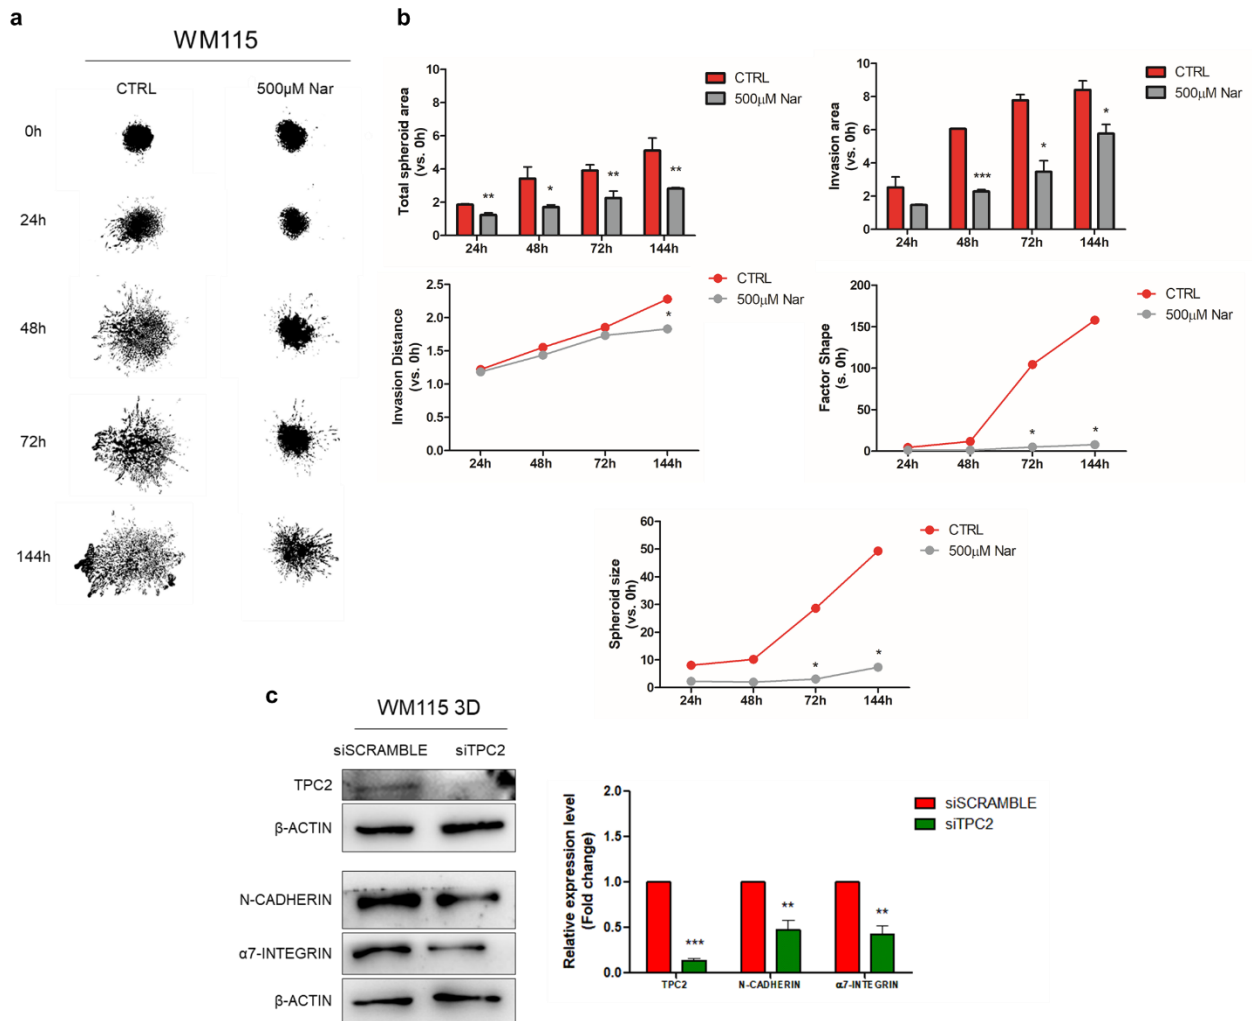 a
WM115
CTRL
500µM Nar
0h
24h
48h
72h
144h
b
Total spheroid area
(vs. 0h)
10
8
6
4
2
0
24h
48h
72h
144h
CTRL
500µM Nar
* *
*
**
**
Invasion area
(vs. 0h)
10
8
6
4
2
0
24h
48h
72h
144h
CTRL
500µM Nar
***
*
*
Invasion Distance
(vs. 0h)
2.5
2.0
1.5
1.0
0.5
0.0
24h
48h
72h
144h
CTRL
500µM Nar
*
Factor Shape
(s. 0h)
200
150
100
50
0
24h
48h
72h
144h
CTRL
500µM Nar
*
*
Spheroid size
(vs. 0h)
60
50
40
30
20
10
0
24h
48h
72h
144h
CTRL
500µM Nar
*
*
c
WM115 3D
siSCRAMBLE
siTPC2
TPC2
β-ACTIN
N-CADHERIN
α7-INTEGRIN
β-ACTIN
Relative expression level
(Fold change)
2.0
1.5
1.0
0.5
0.0
TPC2
N-CADHERIN
α7-INTEGRIN
siSCRAMBLE
siTPC2
***
**
**